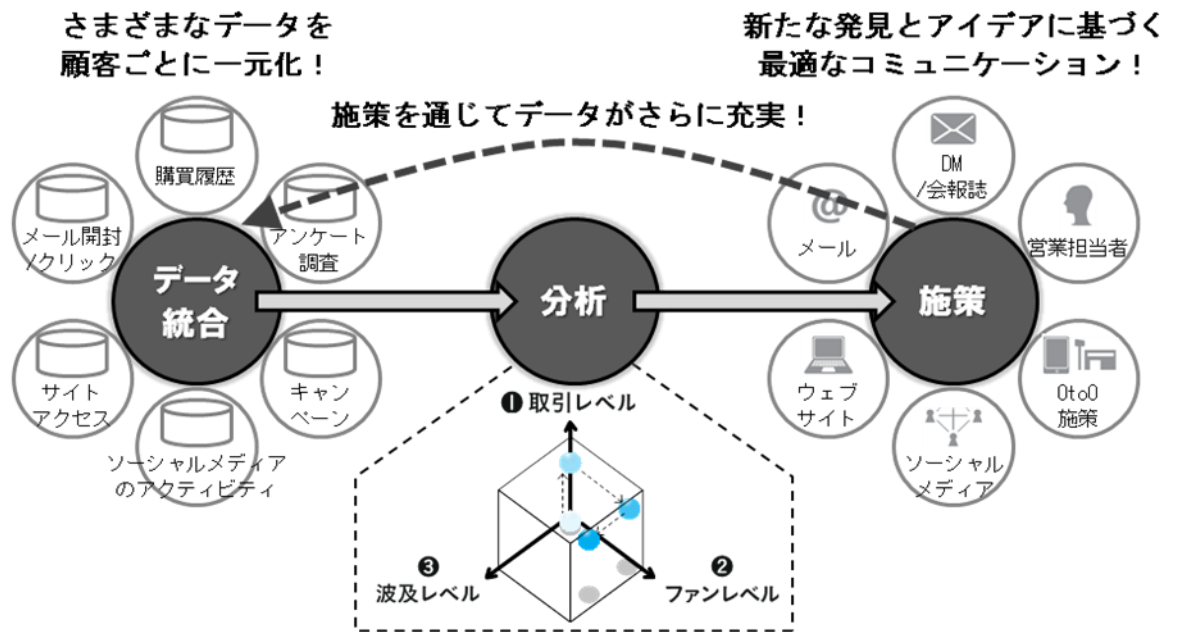 さまざまなデータを
顧客ごとに一元化！
新たな発見とアイデアに基づく
最適なコミュニケーション！
施策を通じてデータがさらに充実！
購買履歴
メール開封
/クリック
アンケート
調査
データ
統合
サイト
アクセス
キャン
ペーン
ソーシャルメディア
のアクティビティ
分析
DM
/会報誌
@
メール
営業担当者
施策
ウェブ
サイト
OtoO
施策
ソーシャル
メディア
❶取引レベル
❸
波及レベル
❷
ファンレベル